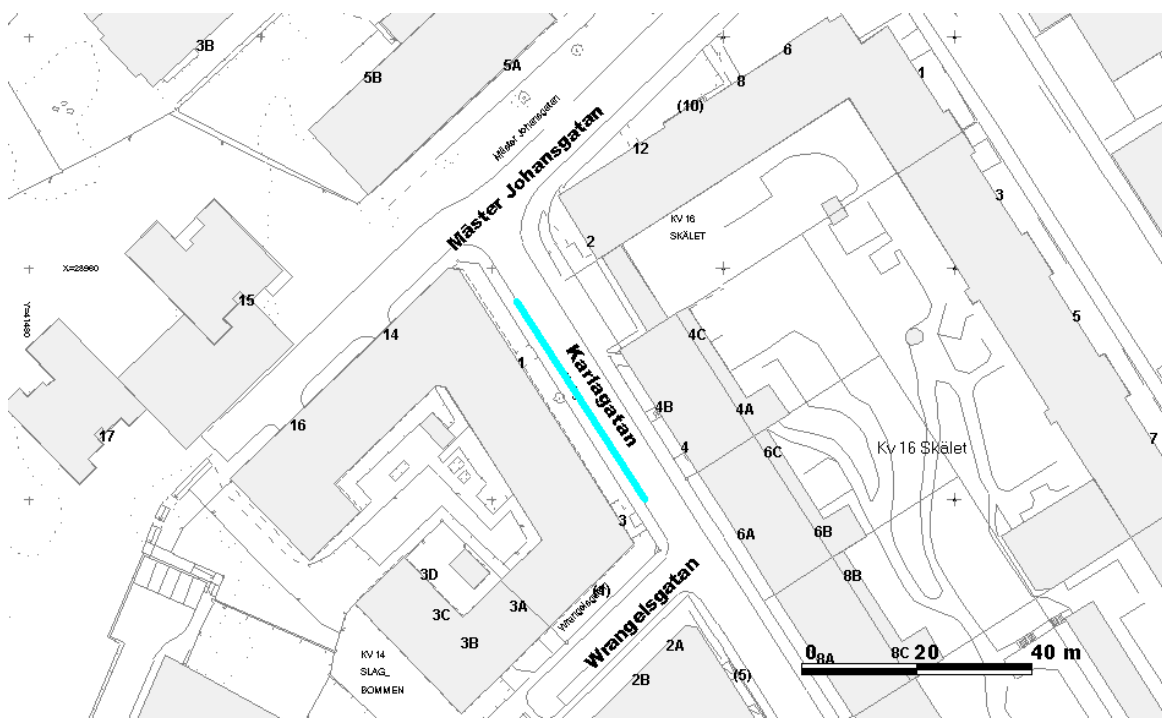 3B
5B
5A
Mäster Johansgatan
Mäster Johansgatan
6
8
(10)
12
1
3
5
7
2
KV 16
SKÄLET
X=28960
Y=41480
15
17
14
16
1
Karlagatan
4C
4B
4A
4
6C
Kv 16 Skälet
6A
6B
8B
3
3D
3C
3A
3B
Wrangelsgatan
Wrangelsgatan
2A
2B
(5)
KV 14
SLAG_
BOMMEN
8A
8C
0 20 40 m